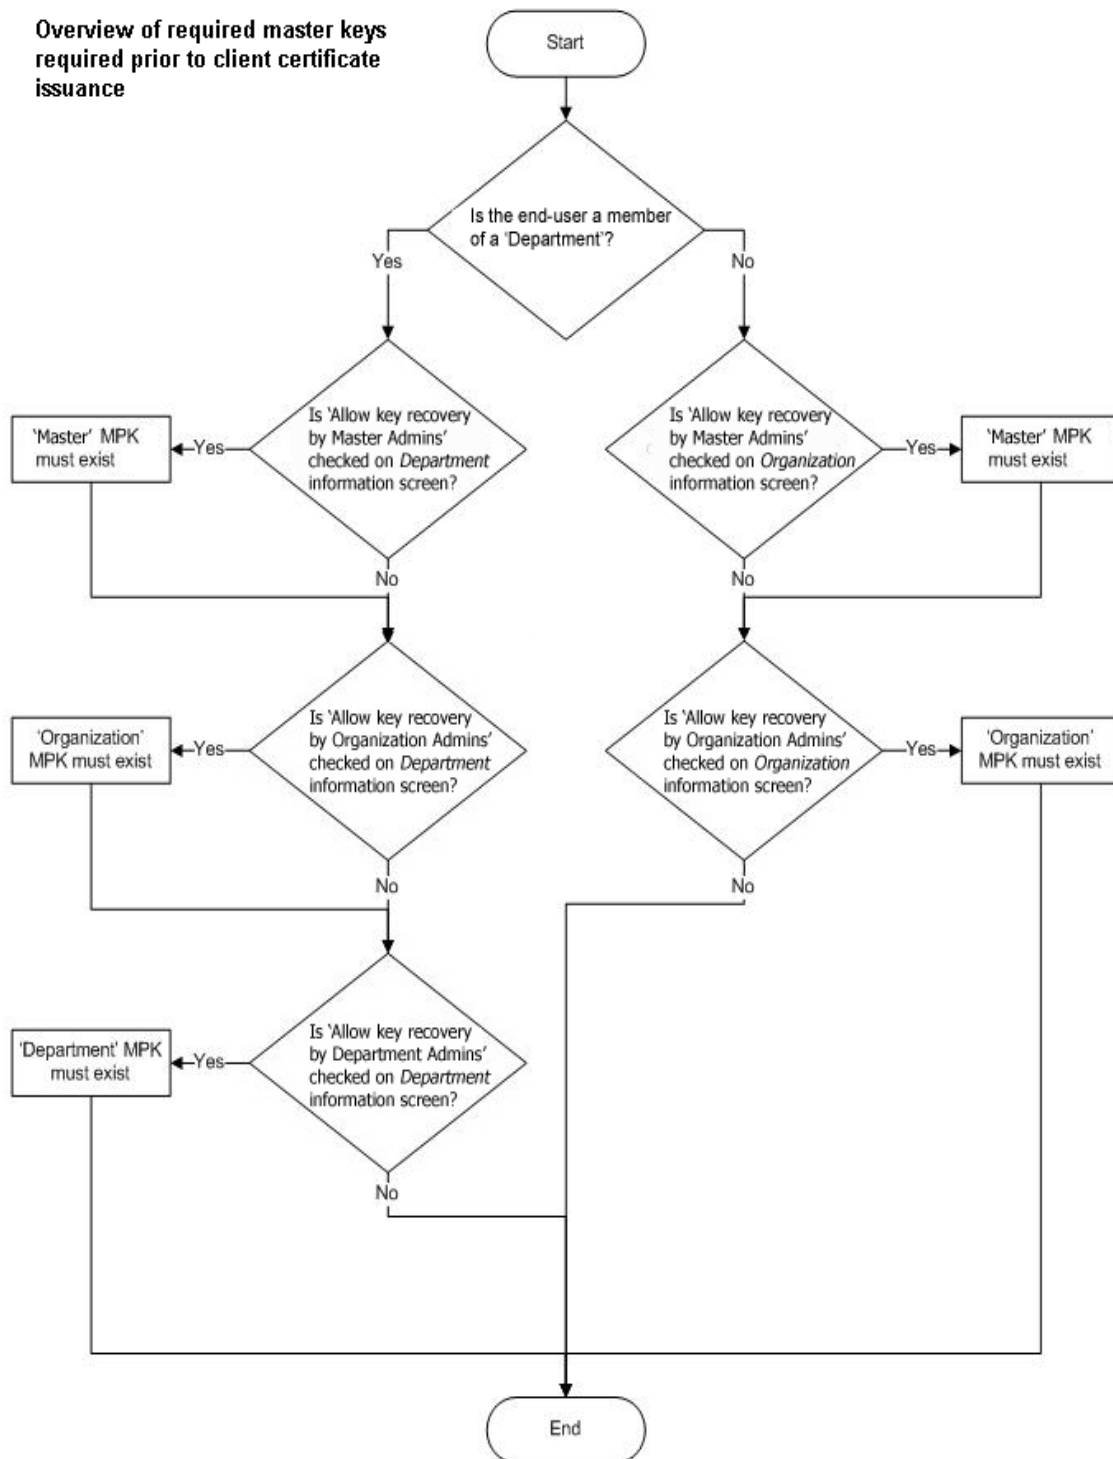 Overview of required master keys
required prior to client certificate
issuance
Start
Is the end-user a member
of a 'Department'?
Yes
No
Is 'Allow key recovery
by Master Admins'
checked on Department
information screen?
Yes
'Master' MPK
must exist
No
Is 'Allow key recovery
by Master Admins'
checked on Organization
information screen?
Yes
'Master' MPK
must exist
No
Is 'Allow key recovery
by Organization Admins'
checked on Department
information screen?
Yes
'Organization'
MPK must exist
No
Is 'Allow key recovery
by Organization Admins'
checked on Organization
information screen?
Yes
'Organization'
MPK must exist
No
Is 'Allow key recovery
by Department Admins'
checked on Department
information screen?
Yes
'Department' MPK
must exist
No
End